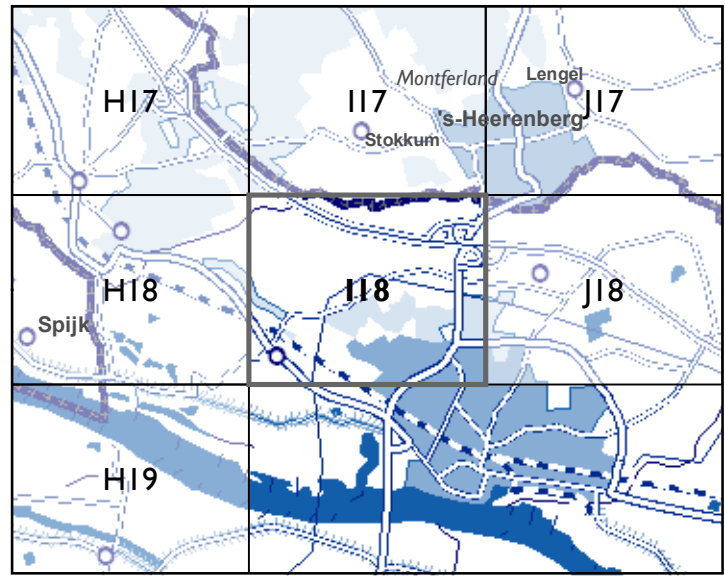 Montferland
Lengel
H17
I17
's-Heerenberg
J17
Stokkum
H18
I18
J18
Spijk
H19